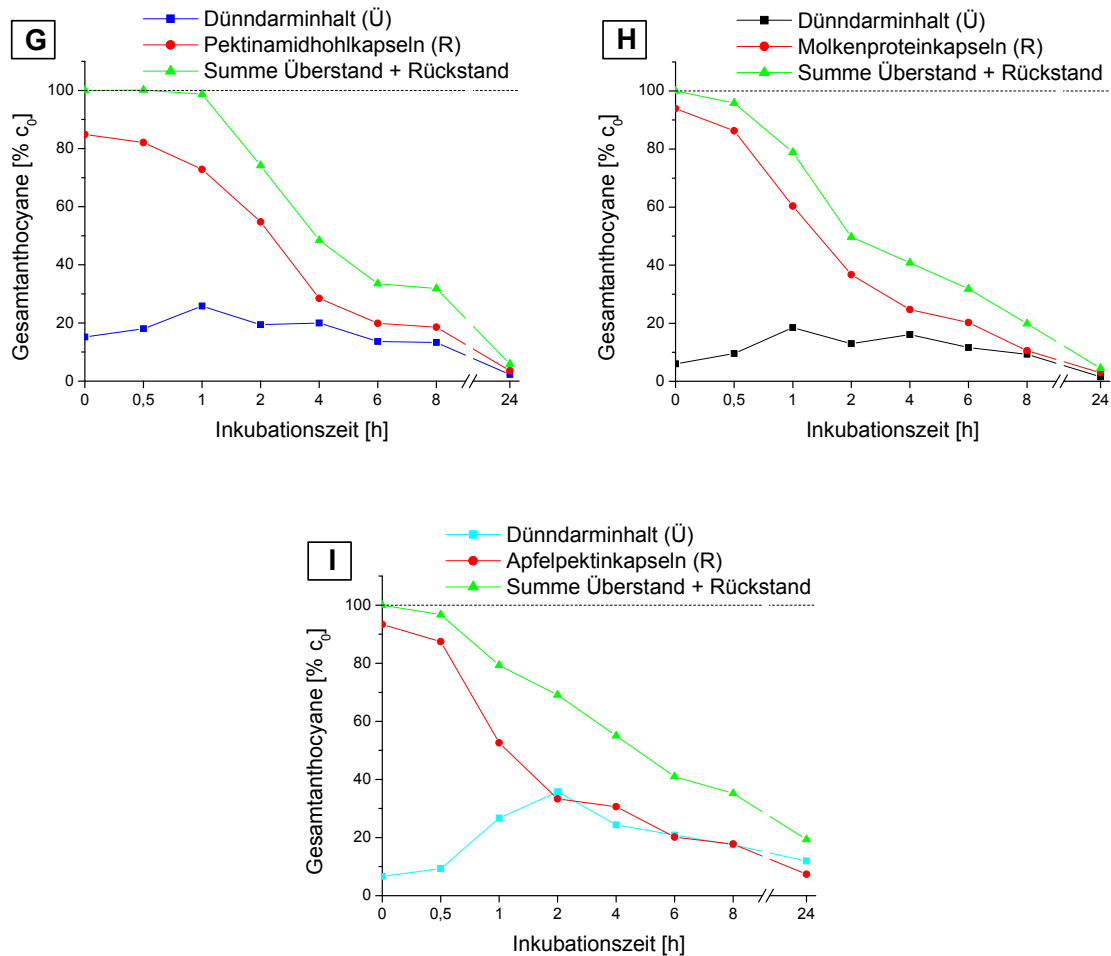 G
Dünndarminhalt (Ü)
Pektinamidhohlkapseln (R)
Summe Überstand + Rückstand
Gesamtanthocyane [% c0]
100
80
60
40
20
0
0 0,5 1 2 4 6 8 24
Inkubationszeit [h]
H
Dünndarminhalt (Ü)
Molkenproteinkapseln (R)
Summe Überstand + Rückstand
Gesamtanthocyane [% c0]
100
80
60
40
20
0
0 0,5 1 2 4 6 8 24
Inkubationszeit [h]
I
Dünndarminhalt (Ü)
Apfelpektinkapseln (R)
Summe Überstand + Rückstand
Gesamtanthocyane [% c0]
100
80
60
40
20
0
0 0,5 1 2 4 6 8 24
Inkubationszeit [h]